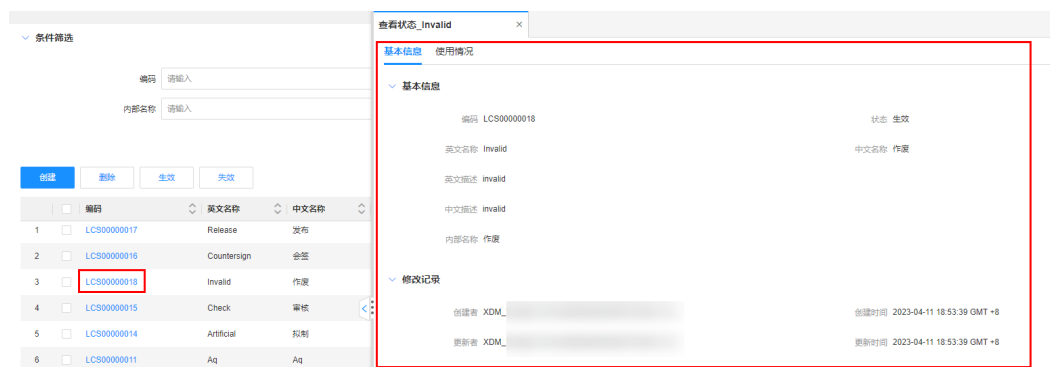 条件筛选
编码 请输入
内部名称 请输入
创建 删除 生效 失效
编码 英文名称 中文名称
1 LCS00000017 Release 发布
2 LCS00000016 Countersign 会签
3 LCS00000018 Invalid 作废
4 LCS00000015 Check 审核
5 LCS00000014 Artificial 拟制
6 LCS00000011 Aq Aq
查看状态_Invalid ×
基本信息 使用情况
基本信息
编码 LCS00000018 状态 生效
英文名称 Invalid 中文名称 作废
英文描述 invalid
中文描述 invalid
内部名称 作废
修改记录
创建者 XDM_ 创建时间 2023-04-11 18:53:39 GMT +8
更新者 XDM_ 更新时间 2023-04-11 18:53:39 GMT +8